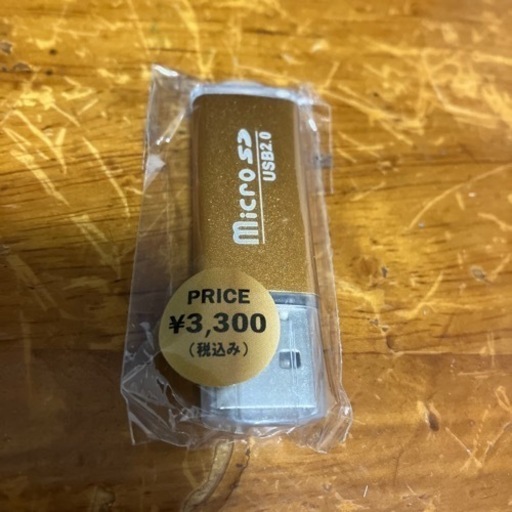 Micro SD
USB2.0
PRICE
¥3,300
(税込み)